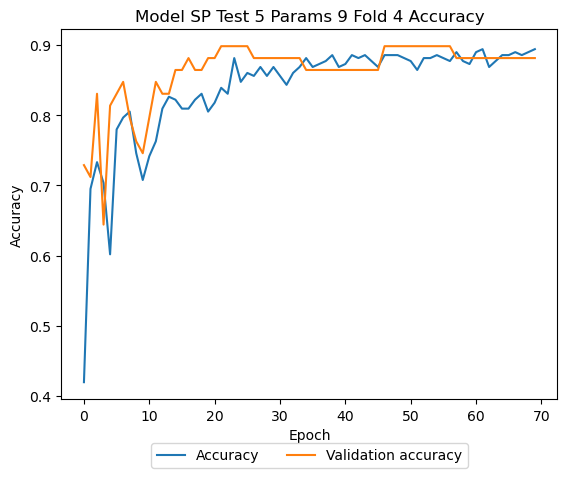 Model SP Test 5 Params 9 Fold 4 Accuracy
Accuracy
0.9
0.8
0.7
0.6
0.5
0.4
0 10 20 30 40 50 60 70
Epoch
Accuracy Validation accuracy